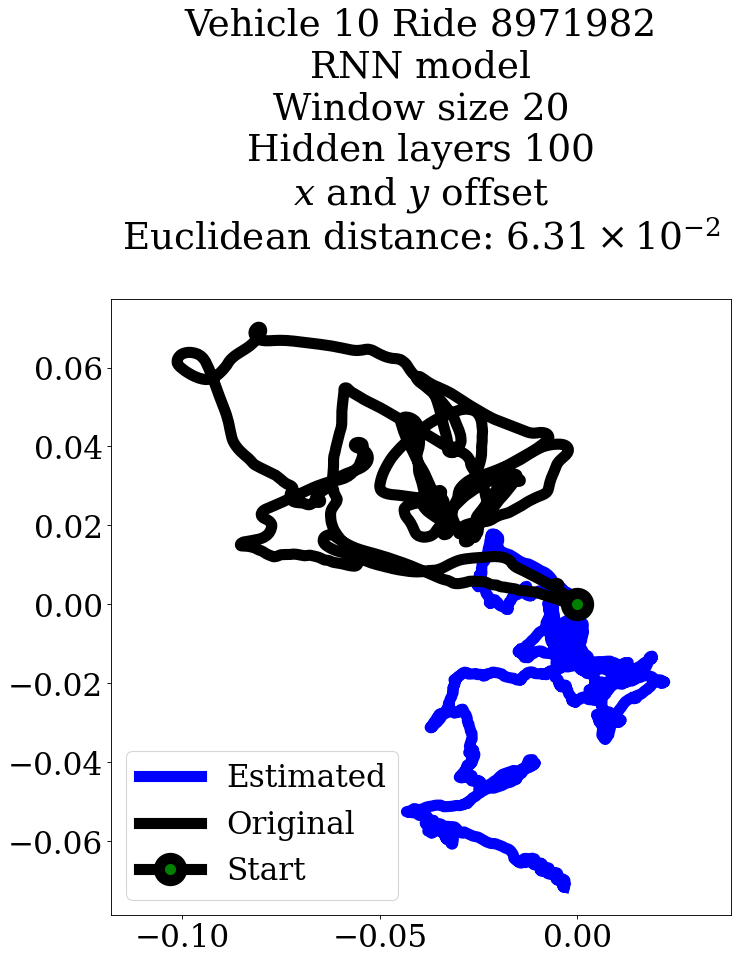 Vehicle 10 Ride 8971982
RNN model
Window size 20
Hidden layers 100
x and y offset
Euclidean distance: 6.31 × 10⁻²
0.06
0.04
0.02
0.00
−0.02
−0.04
−0.06
Estimated
Original
Start
−0.10 −0.05 0.00